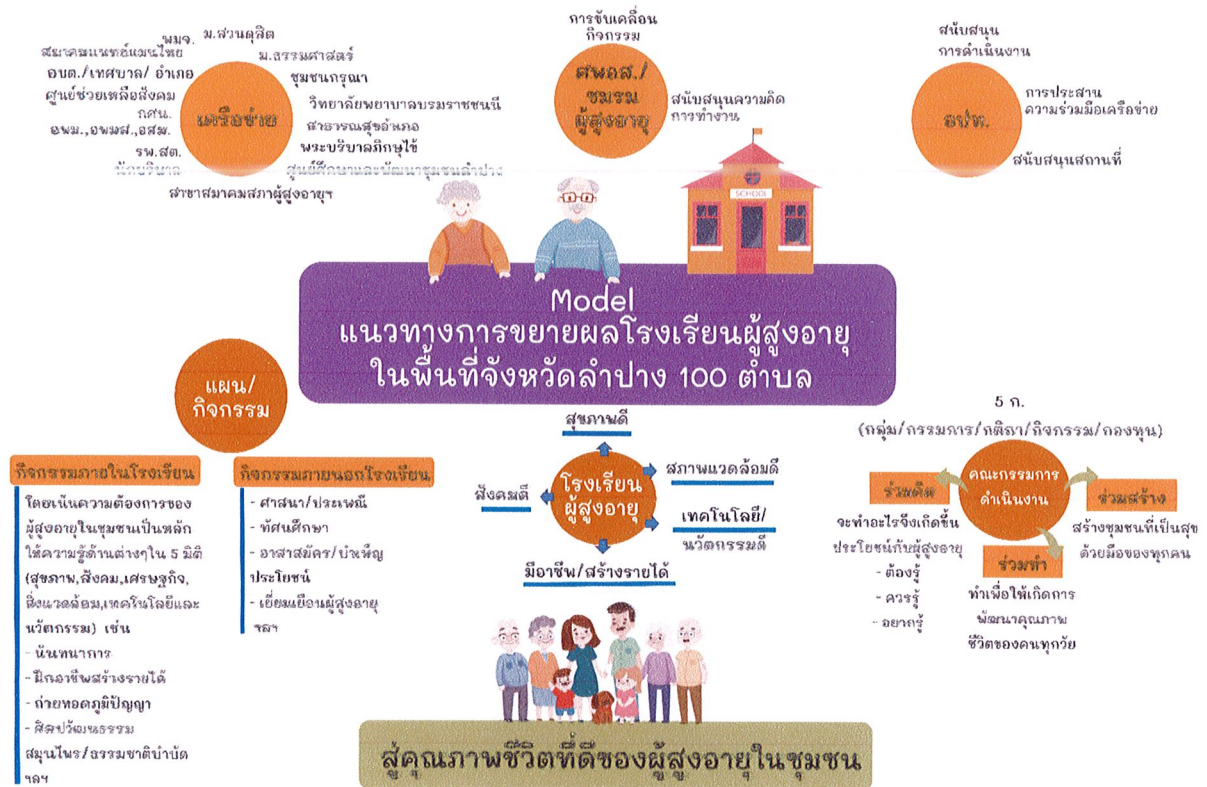 พมจ.
ม.สวนดุสิต
สมาคมแพทย์แผนไทย
ม.ธรรมศาสตร์
อบต./เทศบาล/ อำเภอ
ชุมชนกรุณา
ศูนย์ช่วยเหลือสังคม
วิทยาลัยพยาบาลบรมราชชนนี
กศน.
สาธารณสุขอำเภอ
อพม.,อพมส.,อสม.
พระบริบาลภิกษุไข้
รพ.สต.
ศูนย์ศึกษาและพัฒนาชุมชนลำปาง
นักบริบาล
สาขาสมาคมสภาผู้สูงอายุฯ
เครือข่าย
การขับเคลื่อน
กิจกรรม
ศพอส./
ชมรม
ผู้สูงอายุ
สนับสนุนความคิด
การทำงาน
สนับสนุน
การดำเนินงาน
อปท.
การประสาน
ความร่วมมือเครือข่าย
สนับสนุนสถานที่
SCHOOL
Model
แนวทางการขยายผลโรงเรียนผู้สูงอายุ
ในพื้นที่จังหวัดลำปาง 100 ตำบล
แผน/
กิจกรรม
กิจกรรมภายในโรงเรียน
โดยเน้นความต้องการของ
ผู้สูงอายุในชุมชนเป็นหลัก
ให้ความรู้ด้านต่างๆใน 5 มิติ
(สุขภาพ,สังคม,เศรษฐกิจ,
สิ่งแวดล้อม,เทคโนโลยีและ
นวัตกรรม) เช่น
- นันทนาการ
- ฝึกอาชีพสร้างรายได้
- ถ่ายทอดภูมิปัญญา
- ศิลปวัฒนธรรม
สมุนไพร/ธรรมชาติบำบัด
ฯลฯ
กิจกรรมภายนอกโรงเรียน
- ศาสนา/ประเพณี
- ทัศนศึกษา
- อาสาสมัคร/บำเพ็ญ
ประโยชน์
- เยี่ยมเยือนผู้สูงอายุ
ฯลฯ
สุขภาพดี
สภาพแวดล้อมดี
สังคมดี
โรงเรียน
ผู้สูงอายุ
เทคโนโลยี/
นวัตกรรมดี
มีอาชีพ/สร้างรายได้
5 ก.
(กลุ่ม/กรรมการ/กติกา/กิจกรรม/กองทุน)
คณะกรรมการ
ดำเนินงาน
ร่วมคิด
จะทำอะไรจึงเกิดขึ้น
ประโยชน์กับผู้สูงอายุ
- ต้องรู้
- ควรรู้
- อยากรู้
ร่วมทำ
ทำเพื่อให้เกิดการ
พัฒนาคุณภาพ
ชีวิตของคนทุกวัย
ร่วมสร้าง
สร้างชุมชนที่เป็นสุข
ด้วยมือของทุกคน
สู่คุณภาพชีวิตที่ดีของผู้สูงอายุในชุมชน